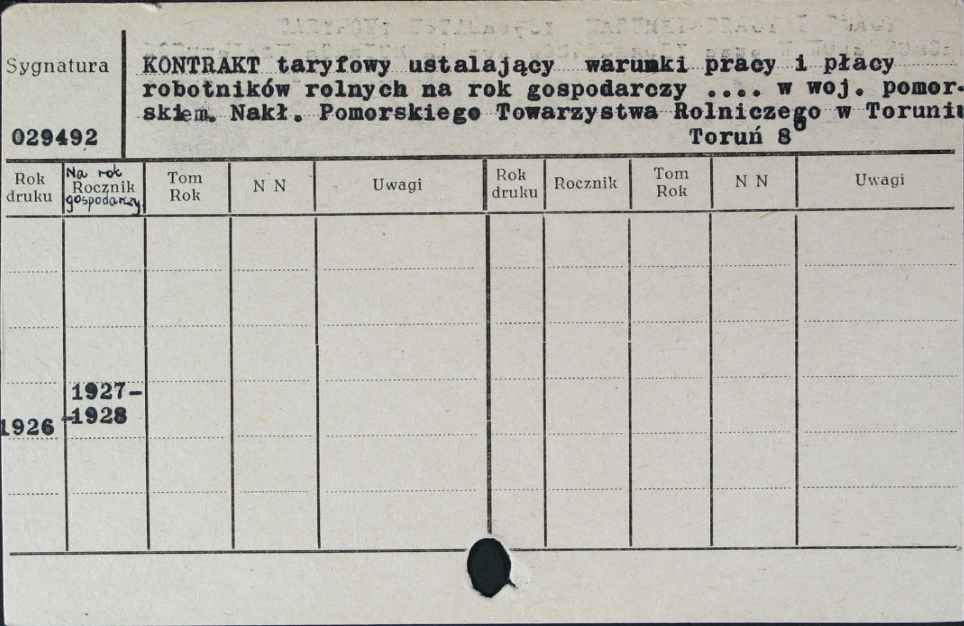 Sygnatura
029492
KONTRAKT taryfowy ustalający warunki pracy i płacy
robotników rolnych na rok gospodarczy .... w woj. pomor-
skiem. Nakł. Pomorskiego Towarzystwa Rolniczego w Toruniu
Toruń 8°
Rok druku
Na rok
Rocznik
gospodarczy
Tom Rok
N N
Uwagi
Rok druku
Rocznik
Tom Rok
N N
Uwagi
1927-
1926 -1928